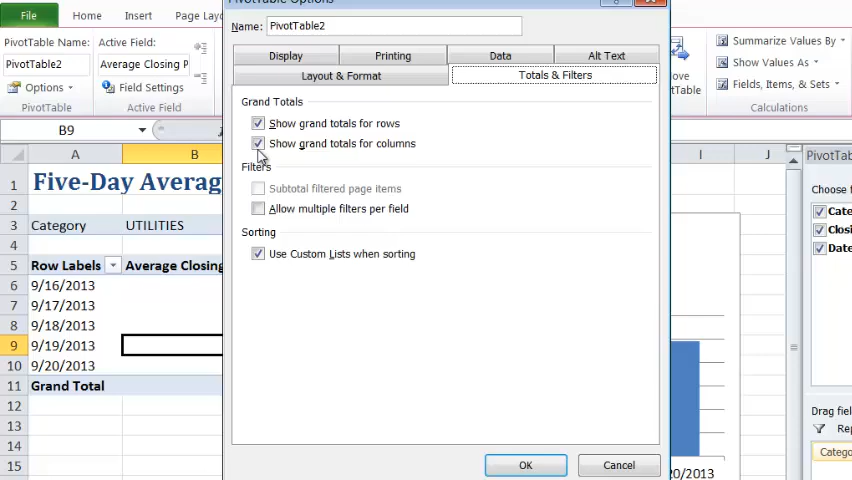 PivotTable Options
File Home Insert Page Layou
PivotTable Name: Active Field:
Name: PivotTable2
PivotTable2 Average Closing P
Options Field Settings
PivotTable Active Field
Display Printing Data Alt Text
Layout & Format Totals & Filters
Summarize Values By
Show Values As
Fields, Items, & Sets
Calculations
B9
Grand Totals
Show grand totals for rows
Show grand totals for columns
Filters
Subtotal filtered page items
Allow multiple filters per field
Sorting
Use Custom Lists when sorting
OK Cancel
A B I J
1 Five-Day Avera
2
3 Category UTILITIES
4
5 Row Labels Average Closing
6 9/16/2013
7 9/17/2013
8 9/18/2013
9 9/19/2013
10 9/20/2013
11 Grand Total
12
13
14
15
20/2013
PivotTab
Choose f
Cate
Closi
Date
Drag fiel
Rep
Catego